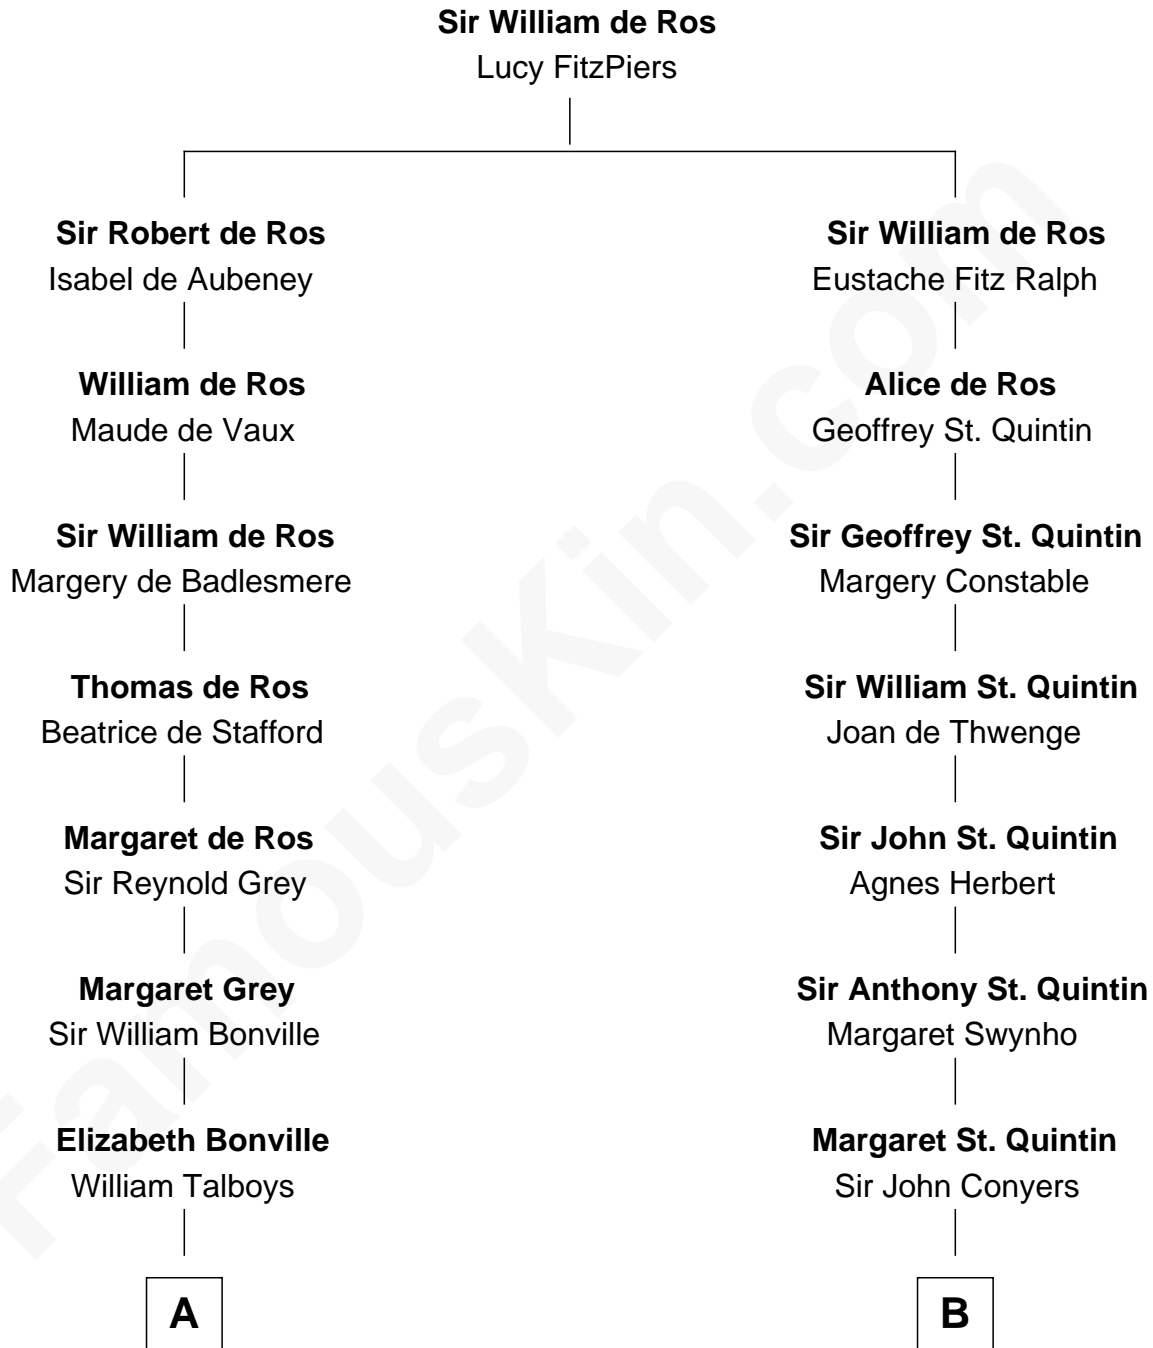 Sir William de Ros
Lucy FitzPiers
Sir Robert de Ros
Isabel de Aubeney
William de Ros
Maude de Vaux
Sir William de Ros
Margery de Badlesmere
Thomas de Ros
Beatrice de Stafford
Margaret de Ros
Sir Reynold Grey
Margaret Grey
Sir William Bonville
Elizabeth Bonville
William Talboys
A
Sir William de Ros
Eustache Fitz Ralph
Alice de Ros
Geoffrey St. Quintin
Sir Geoffrey St. Quintin
Margery Constable
Sir William St. Quintin
Joan de Thwenge
Sir John St. Quintin
Agnes Herbert
Sir Anthony St. Quintin
Margaret Swynho
Margaret St. Quintin
Sir John Conyers
B
FamousKin.com